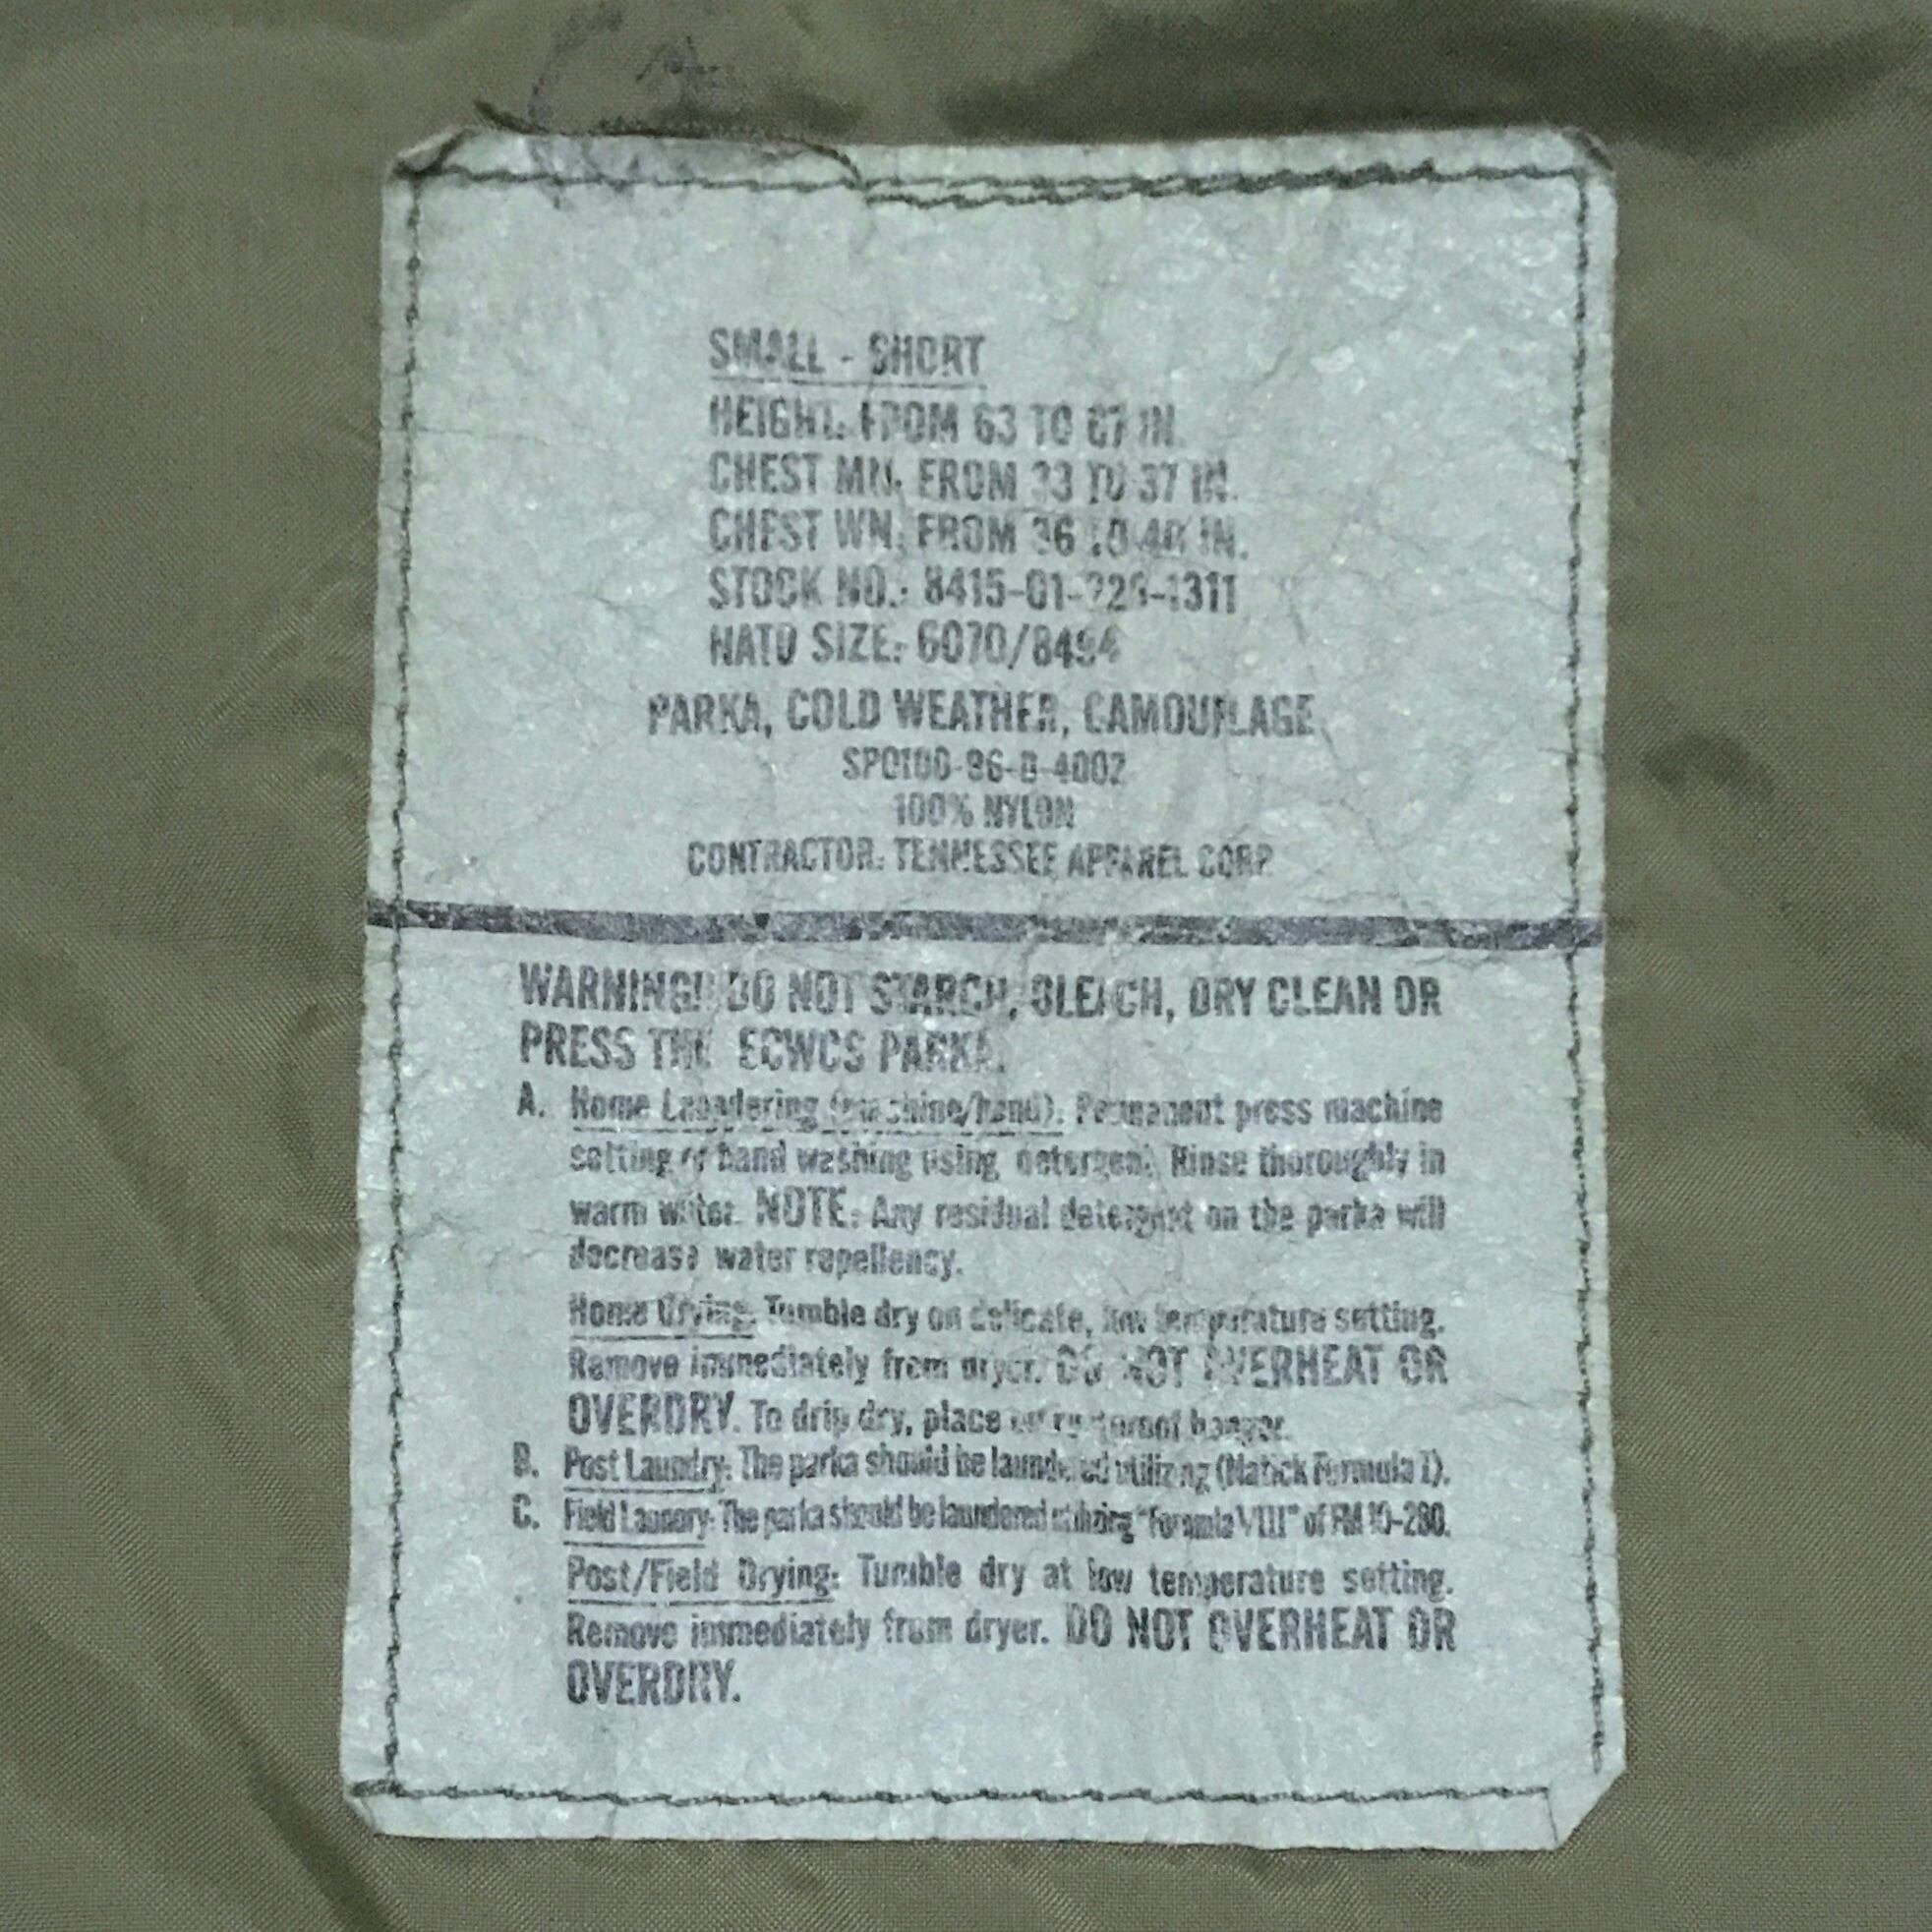 SMALL - SHORT
HEIGHT: FROM 63 TO 67 IN.
CHEST MN. FROM 33 TO 37 IN.
CHEST WN. FROM 36 TO 40 IN.
STOCK NO.: 8415-01-228-1311
NATO SIZE: 6070/8494
PARKA, COLD WEATHER, CAMOUFLAGE
SPO100-96-D-4002
100% NYLON
CONTRACTOR: TENNESSEE APPAREL CORP.
WARNING!! DO NOT STARCH, BLEACH, DRY CLEAN OR
PRESS THE ECWCS PARKA.
A. Home Laundering (machine/hand): Permanent press machine
setting or hand washing using detergent. Rinse thoroughly in
warm water. NOTE: Any residual detergent on the parka will
decrease water repellency.
Home Drying: Tumble dry on delicate, low temperature setting.
Remove immediately from dryer. DO NOT OVERHEAT OR
OVERDRY. To drip dry, place on rustproof hanger.
B. Post Laundry: The parka should be laundered utilizing (Natick Formula I).
C. Field Laundry: The parka should be laundered utilizing "Formula VIII" of FM 10-280.
Post/Field Drying: Tumble dry at low temperature setting.
Remove immediately from dryer. DO NOT OVERHEAT OR
OVERDRY.